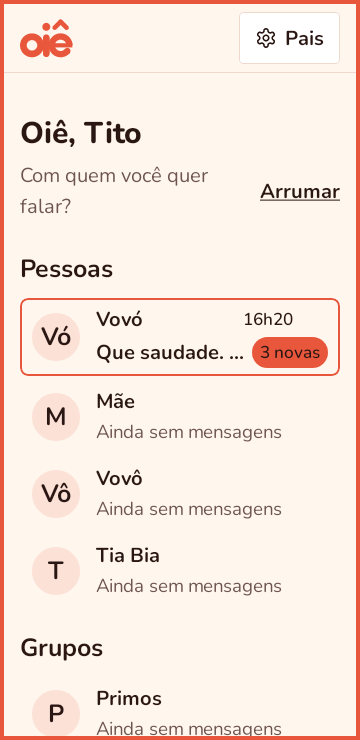 oiê
Pais
Oiê, Tito
Com quem você quer
falar?
Arrumar
Pessoas
Vó
Vovó
16h20
Que saudade. ...
3 novas
M
Mãe
Ainda sem mensagens
Vô
Vovô
Ainda sem mensagens
T
Tia Bia
Ainda sem mensagens
Grupos
P
Primos
Ainda sem mensagens